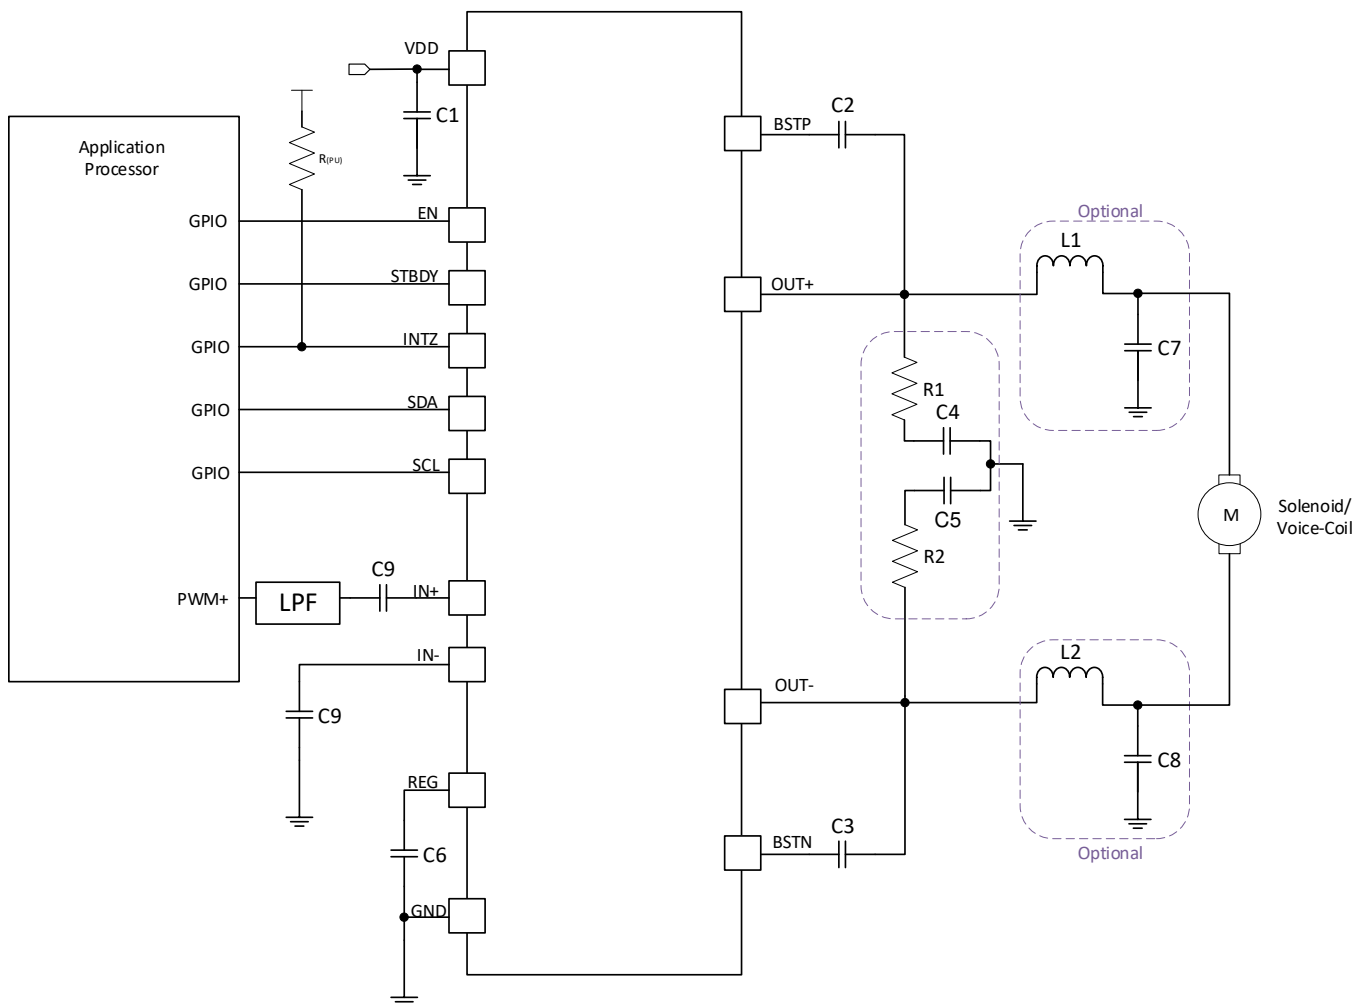 VDD
C1
C2
BSTP
Application
Processor
R(PU)
GPIO
EN
Optional
L1
GPIO
STBDY
OUT+
GPIO
INTZ
C7
R1
GPIO
SDA
C4
GPIO
SCL
C5
M
Solenoid/
Voice-Coil
R2
C9
PWM+
LPF
IN+
IN-
L2
OUT-
C9
C8
REG
C3
BSTN
Optional
C6
GND